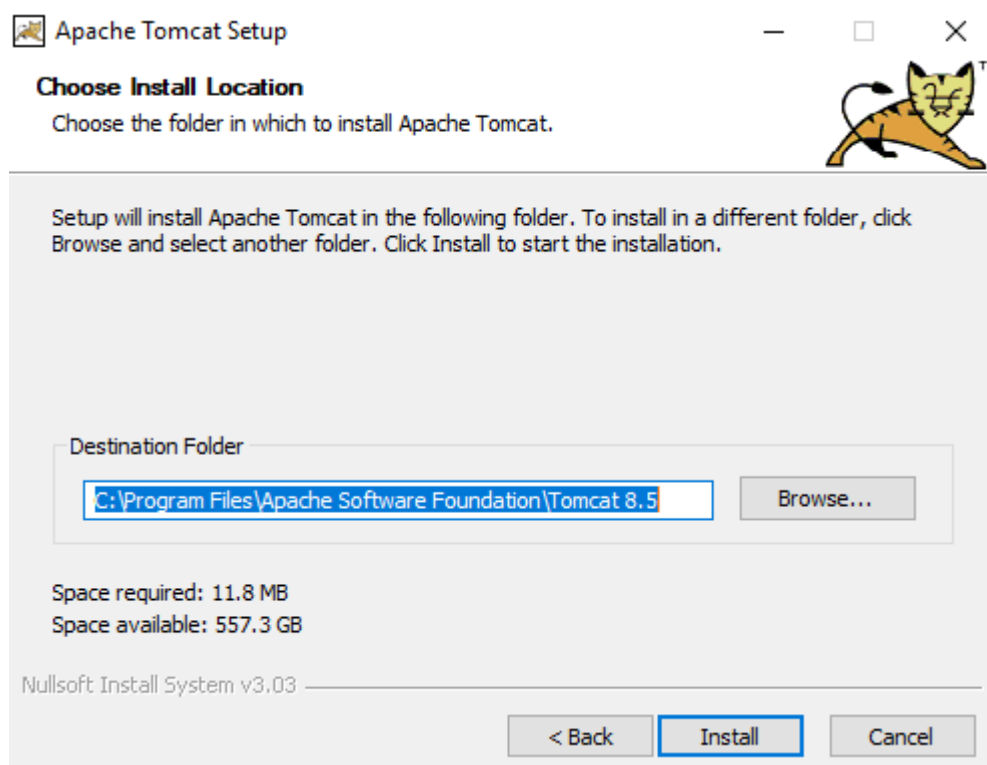 Apache Tomcat Setup
Choose Install Location
Choose the folder in which to install Apache Tomcat.
Setup will install Apache Tomcat in the following folder. To install in a different folder, click
Browse and select another folder. Click Install to start the installation.
Destination Folder
C:\Program Files\Apache Software Foundation\Tomcat 8.5
Browse...
Space required: 11.8 MB
Space available: 557.3 GB
Nullsoft Install System v3.03
< Back
Install
Cancel